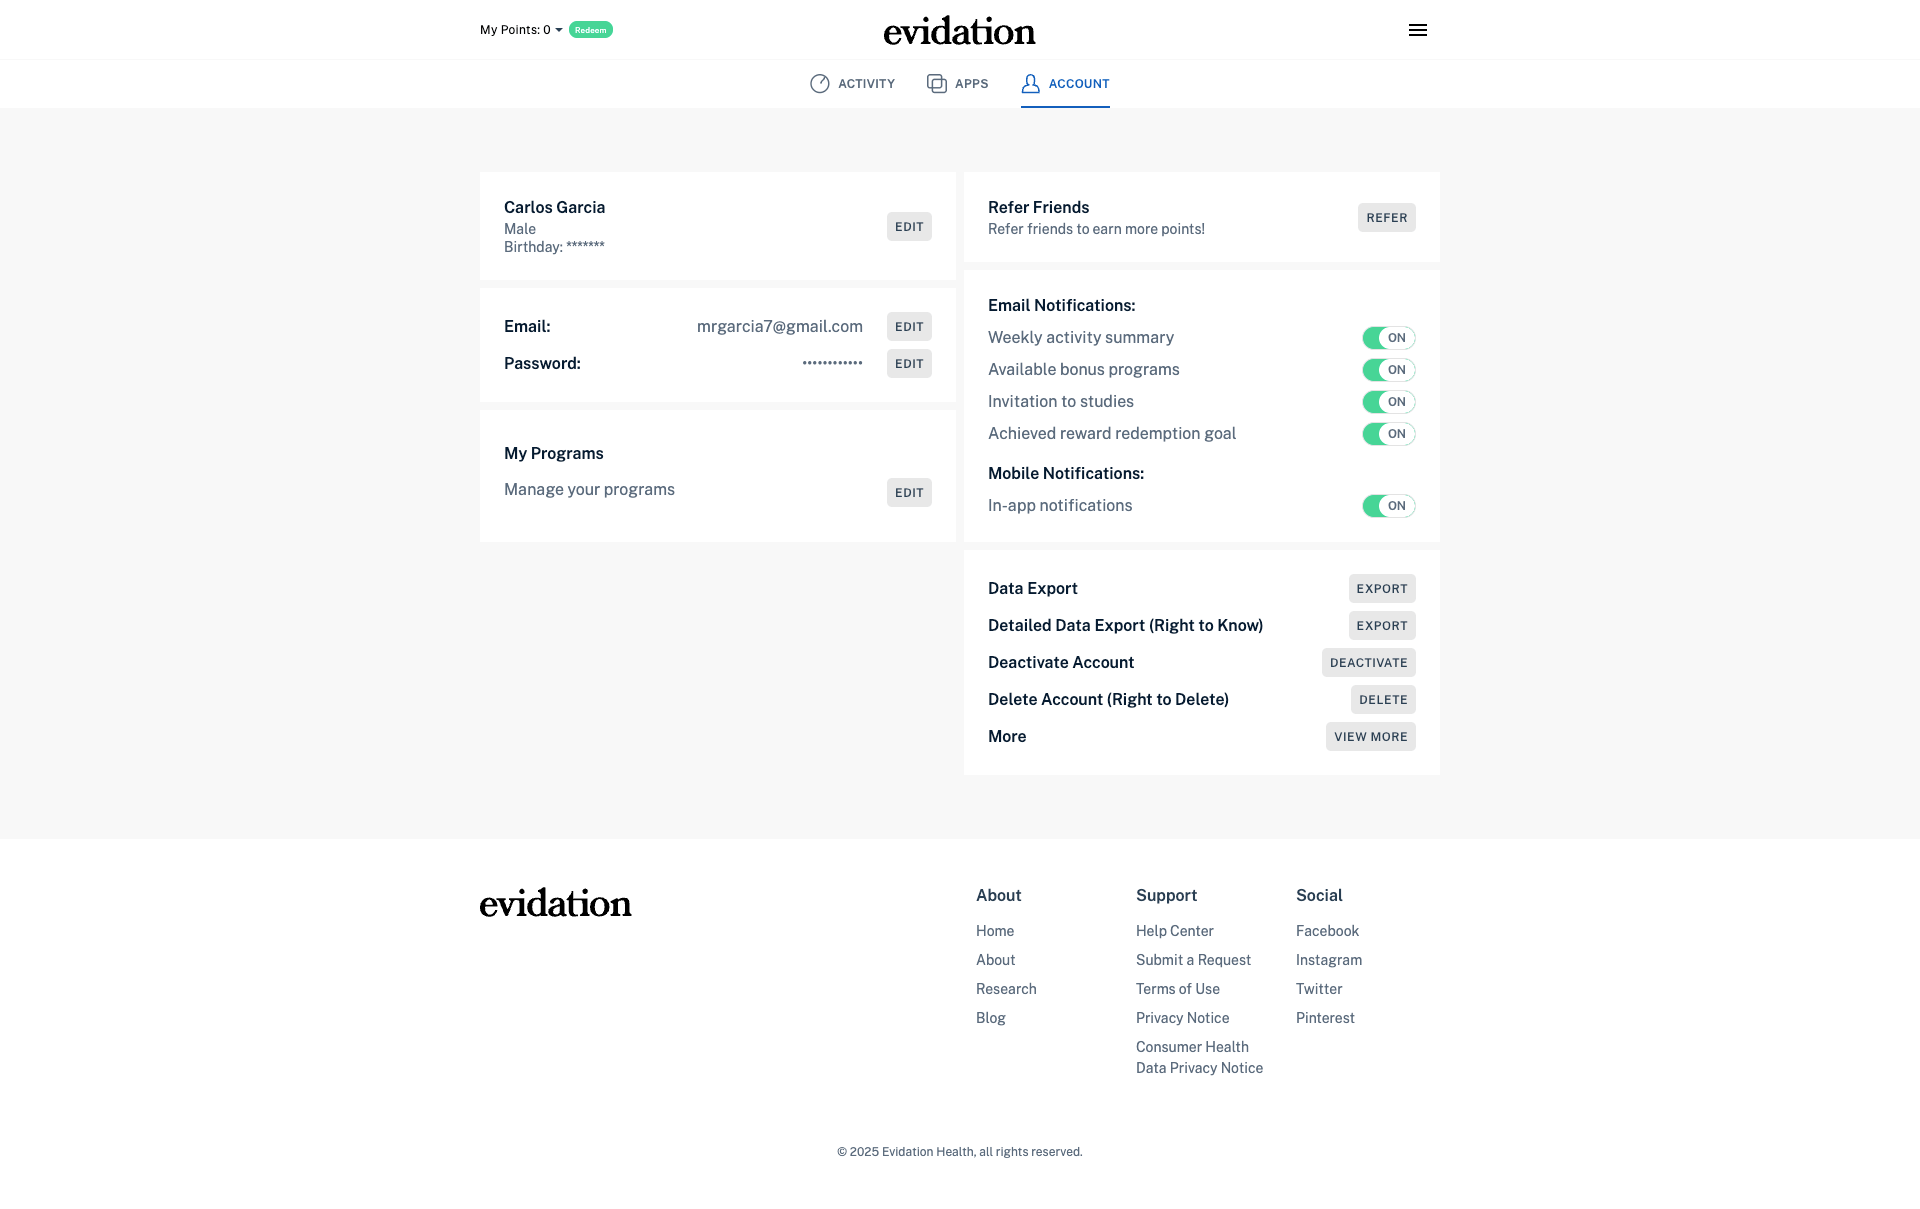 My Points: 0
Redeem
evidation
ACTIVITY
APPS
ACCOUNT
Carlos Garcia
Male
Birthday: *******
EDIT
Email:
mrgarcia7@gmail.com
EDIT
Password:
••••••••••••
EDIT
My Programs
Manage your programs
EDIT
Refer Friends
Refer friends to earn more points!
REFER
Email Notifications:
Weekly activity summary
ON
Available bonus programs
ON
Invitation to studies
ON
Achieved reward redemption goal
ON
Mobile Notifications:
In-app notifications
ON
Data Export
EXPORT
Detailed Data Export (Right to Know)
EXPORT
Deactivate Account
DEACTIVATE
Delete Account (Right to Delete)
DELETE
More
VIEW MORE
evidation
About
Home
About
Research
Blog
Support
Help Center
Submit a Request
Terms of Use
Privacy Notice
Consumer Health
Data Privacy Notice
Social
Facebook
Instagram
Twitter
Pinterest
© 2025 Evidation Health, all rights reserved.